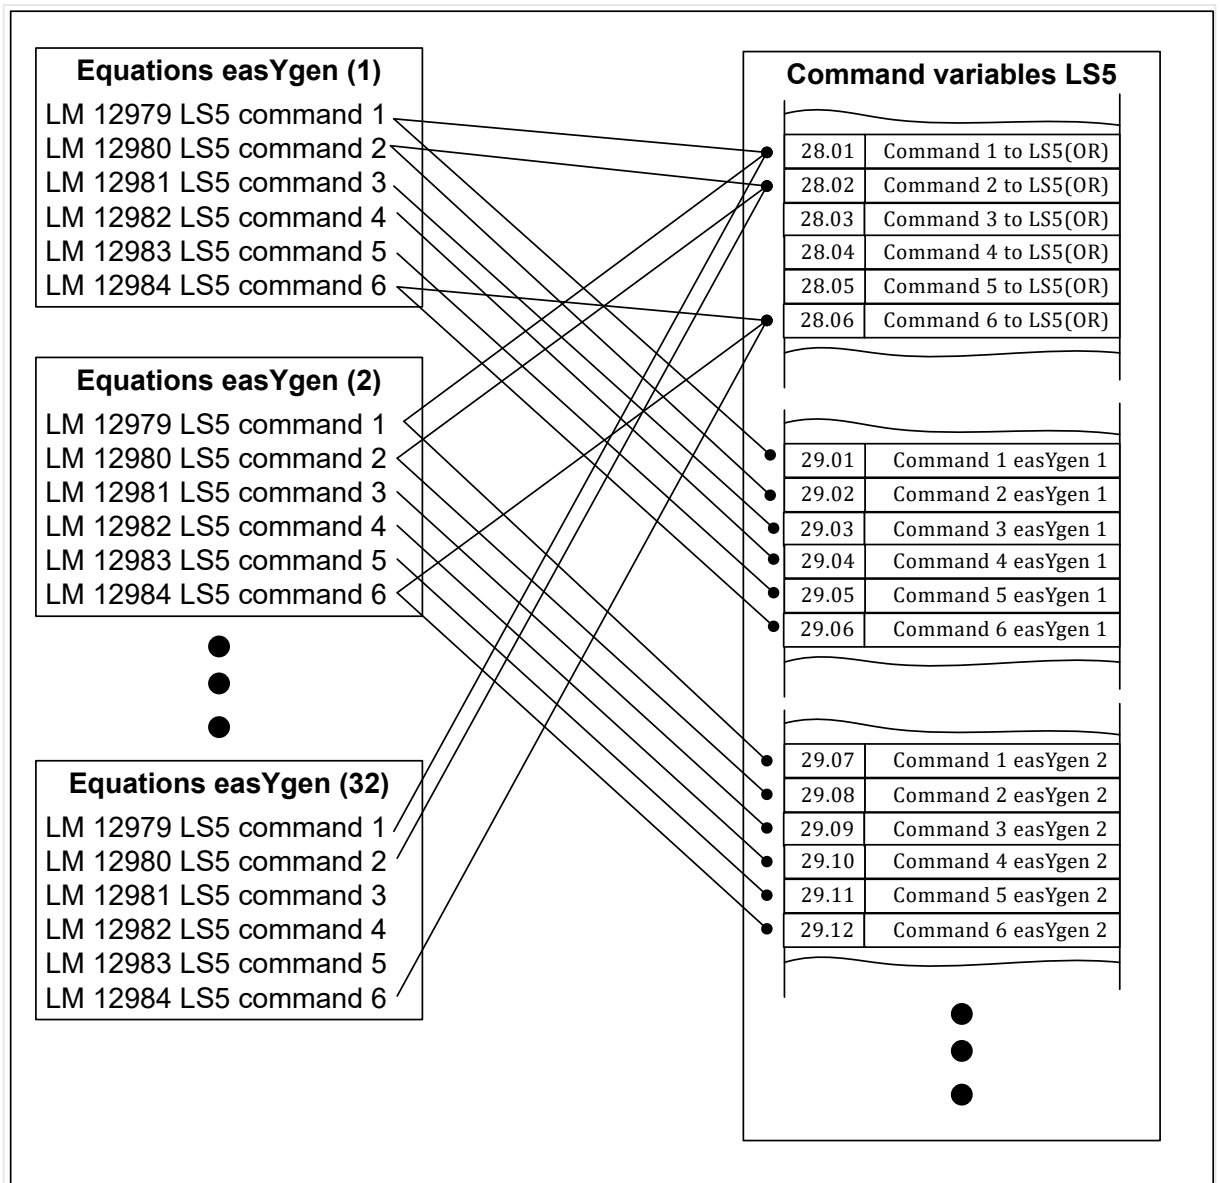 Equations easYgen (1)
LM 12979 LS5 command 1
LM 12980 LS5 command 2
LM 12981 LS5 command 3
LM 12982 LS5 command 4
LM 12983 LS5 command 5
LM 12984 LS5 command 6
Equations easYgen (2)
LM 12979 LS5 command 1
LM 12980 LS5 command 2
LM 12981 LS5 command 3
LM 12982 LS5 command 4
LM 12983 LS5 command 5
LM 12984 LS5 command 6
Equations easYgen (32)
LM 12979 LS5 command 1
LM 12980 LS5 command 2
LM 12981 LS5 command 3
LM 12982 LS5 command 4
LM 12983 LS5 command 5
LM 12984 LS5 command 6
Command variables LS5
28.01 Command 1 to LS5(OR)
28.02 Command 2 to LS5(OR)
28.03 Command 3 to LS5(OR)
28.04 Command 4 to LS5(OR)
28.05 Command 5 to LS5(OR)
28.06 Command 6 to LS5(OR)
29.01 Command 1 easYgen 1
29.02 Command 2 easYgen 1
29.03 Command 3 easYgen 1
29.04 Command 4 easYgen 1
29.05 Command 5 easYgen 1
29.06 Command 6 easYgen 1
29.07 Command 1 easYgen 2
29.08 Command 2 easYgen 2
29.09 Command 3 easYgen 2
29.10 Command 4 easYgen 2
29.11 Command 5 easYgen 2
29.12 Command 6 easYgen 2